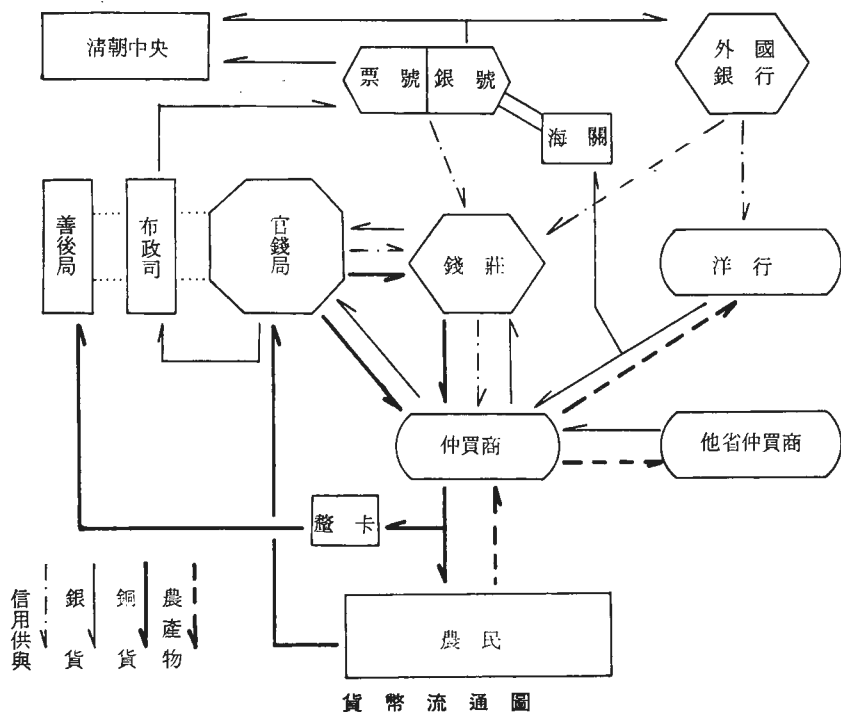 清朝中央
票號
銀號
外國
銀行
海關
善後局
布政司
官錢局
錢莊
洋行
仲買商
他省仲買商
釐卡
農民
信用供與
銀貨
銅貨
農產物
貨幣流通圖